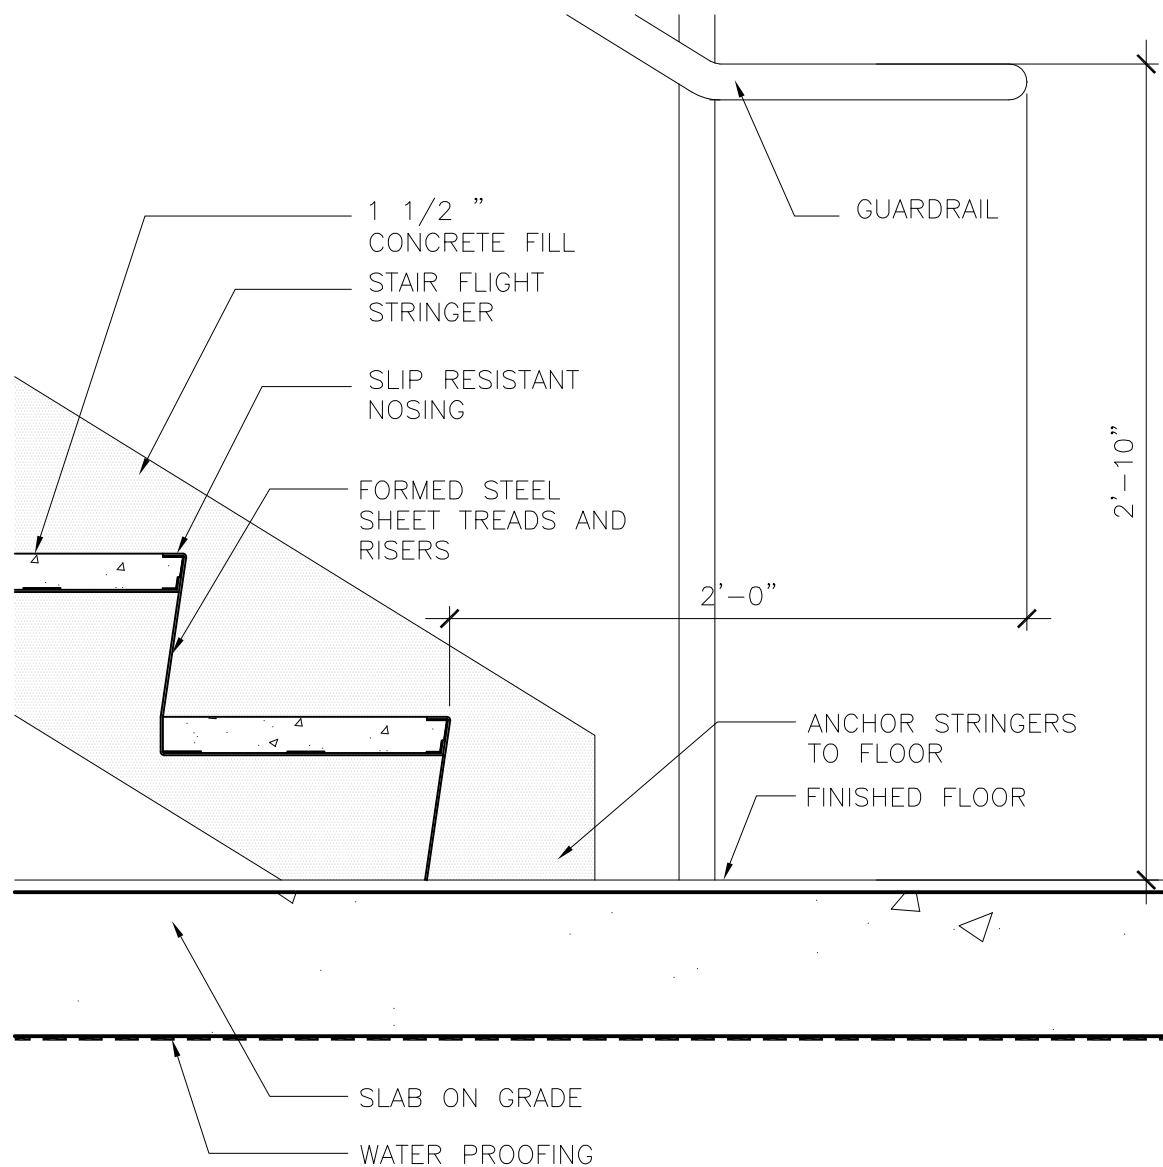 1 1/2 ”
CONCRETE FILL
GUARDRAIL
STAIR FLIGHT
STRINGER
SLIP RESISTANT
NOSING
2’-10”
FORMED STEEL
SHEET TREADS AND
RISERS
2’-0”
ANCHOR STRINGERS
TO FLOOR
FINISHED FLOOR
SLAB ON GRADE
WATER PROOFING